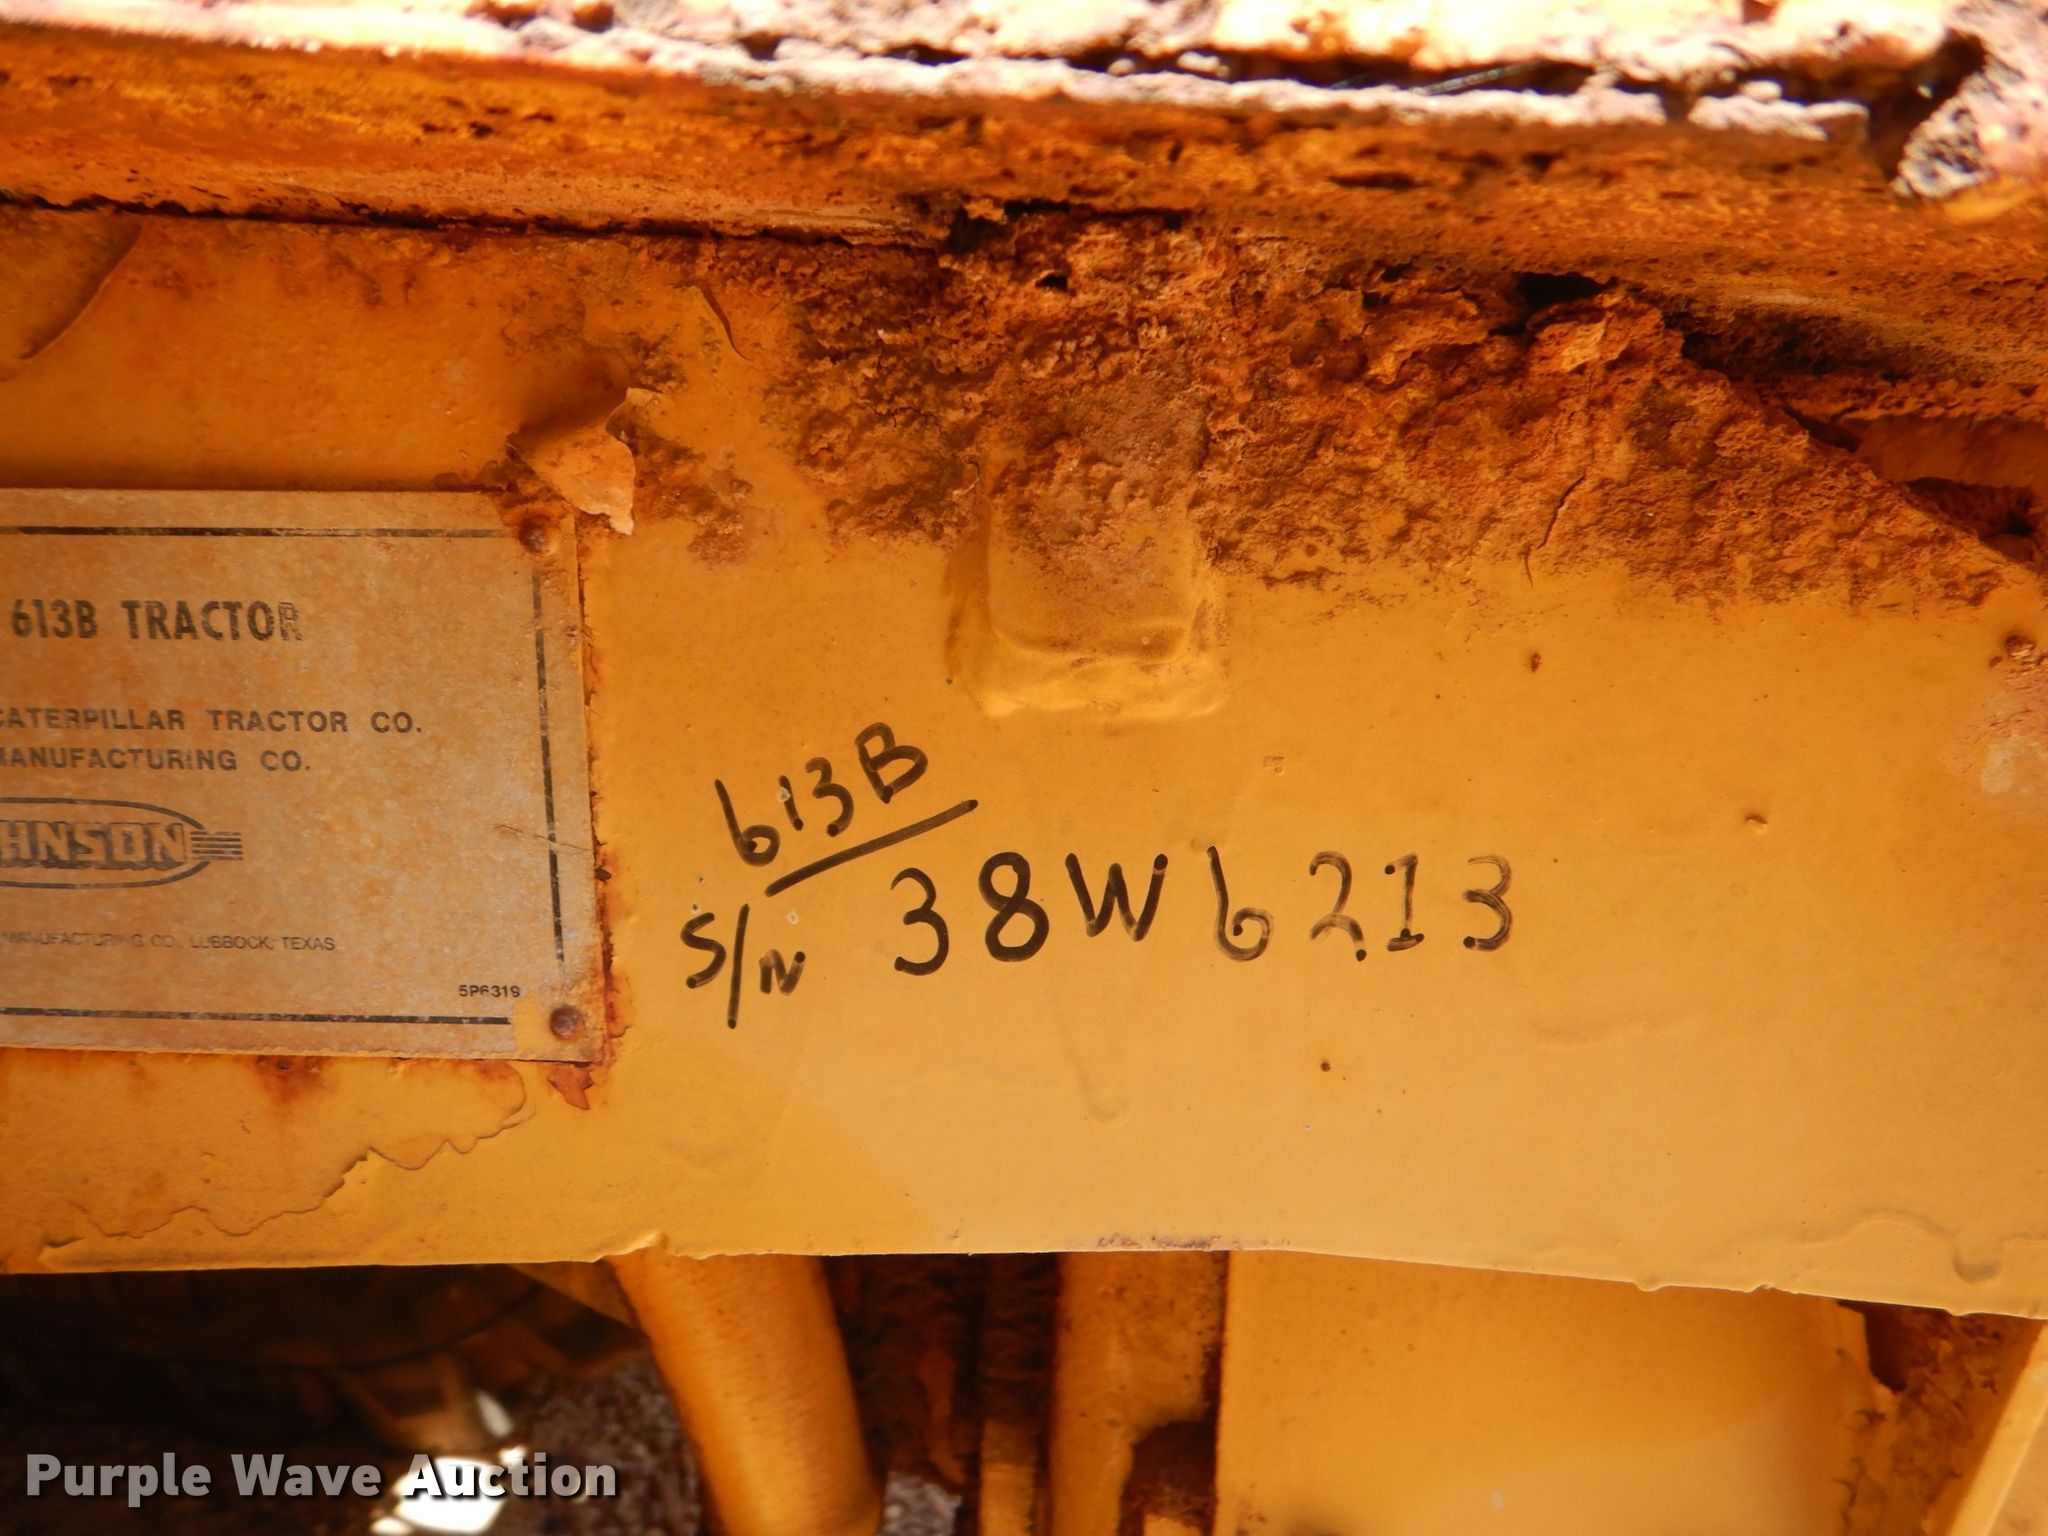 613B TRACTOR
CATERPILLAR TRACTOR CO.
MANUFACTURING CO.
HNSON
MANUFACTURING CO., LUBBOCK, TEXAS
5P6319
613B
S/N 38W6213
Purple Wave Auction